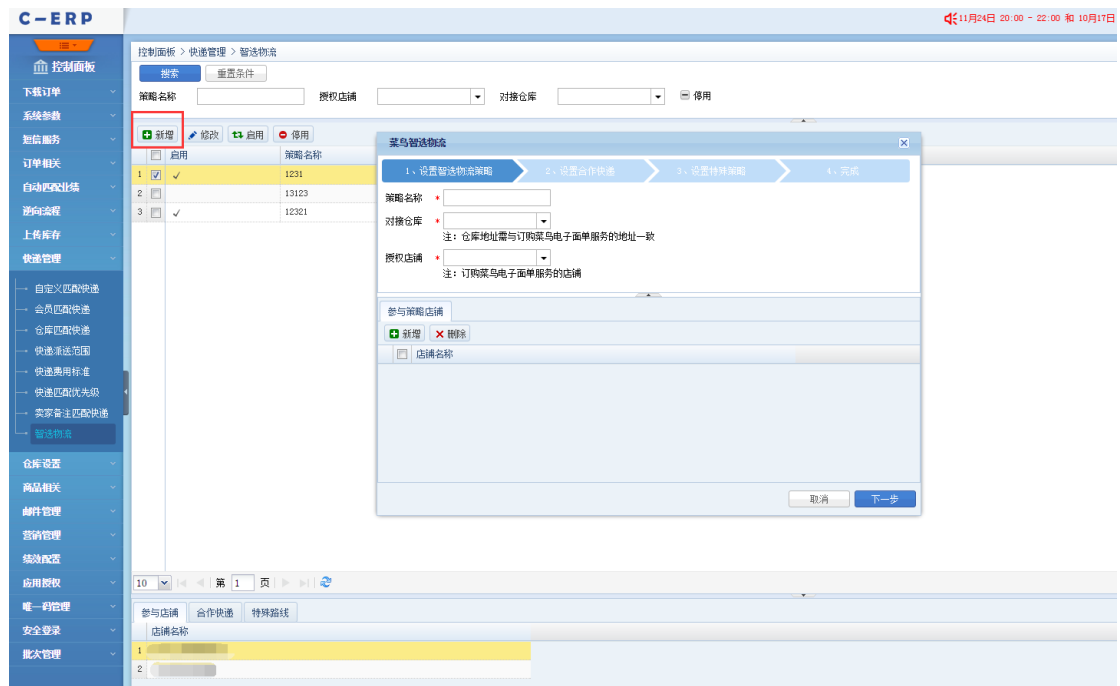 C-ERP
11月24日 20:00 - 22:00 和 10月17日
控制面板
下载订单
系统参数
短信服务
订单相关
自动匹配业绩
逆向流程
上传库存
快递管理
自定义匹配快递
会员匹配快递
仓库匹配快递
快递派送范围
快递费用标准
快递匹配优先级
卖家备注匹配快递
智选物流
仓库设置
商品相关
邮件管理
营销管理
绩效配置
应用授权
唯一码管理
安全登录
批次管理
控制面板 > 快递管理 > 智选物流
搜索 重置条件
策略名称 授权店铺 对接仓库 停用
新增 修改 启用 停用
启用 策略名称
1 1231
2 13123
3 12321
菜鸟智选物流
1、设置智选物流策略 2、设置合作快递 3、设置特殊策略 4、完成
策略名称 *
对接仓库 *
注：仓库地址需与订购菜鸟电子面单服务的地址一致
授权店铺 *
注：订购菜鸟电子面单服务的店铺
参与策略店铺
新增 删除
店铺名称
取消 下一步
10 第 1 页
参与店铺 合作快递 特殊路线
店铺名称
1
2